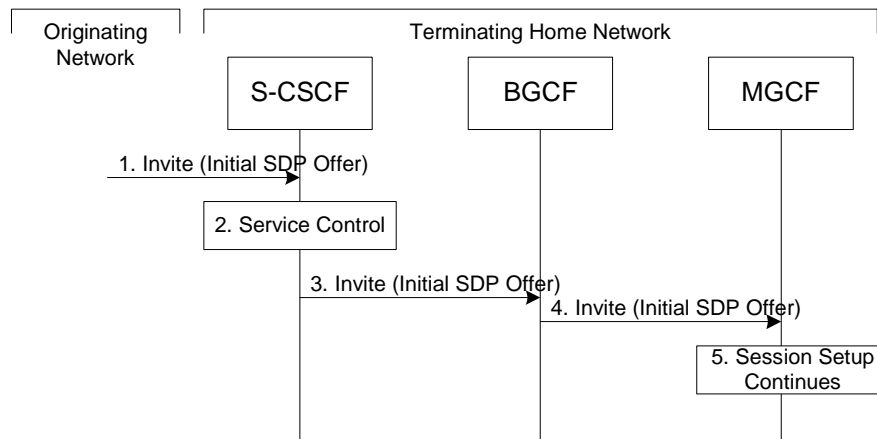 Originating
Network
Terminating Home Network
S-CSCF
BGCF
MGCF
1. Invite (Initial SDP Offer)
2. Service Control
3. Invite (Initial SDP Offer)
4. Invite (Initial SDP Offer)
5. Session Setup
Continues